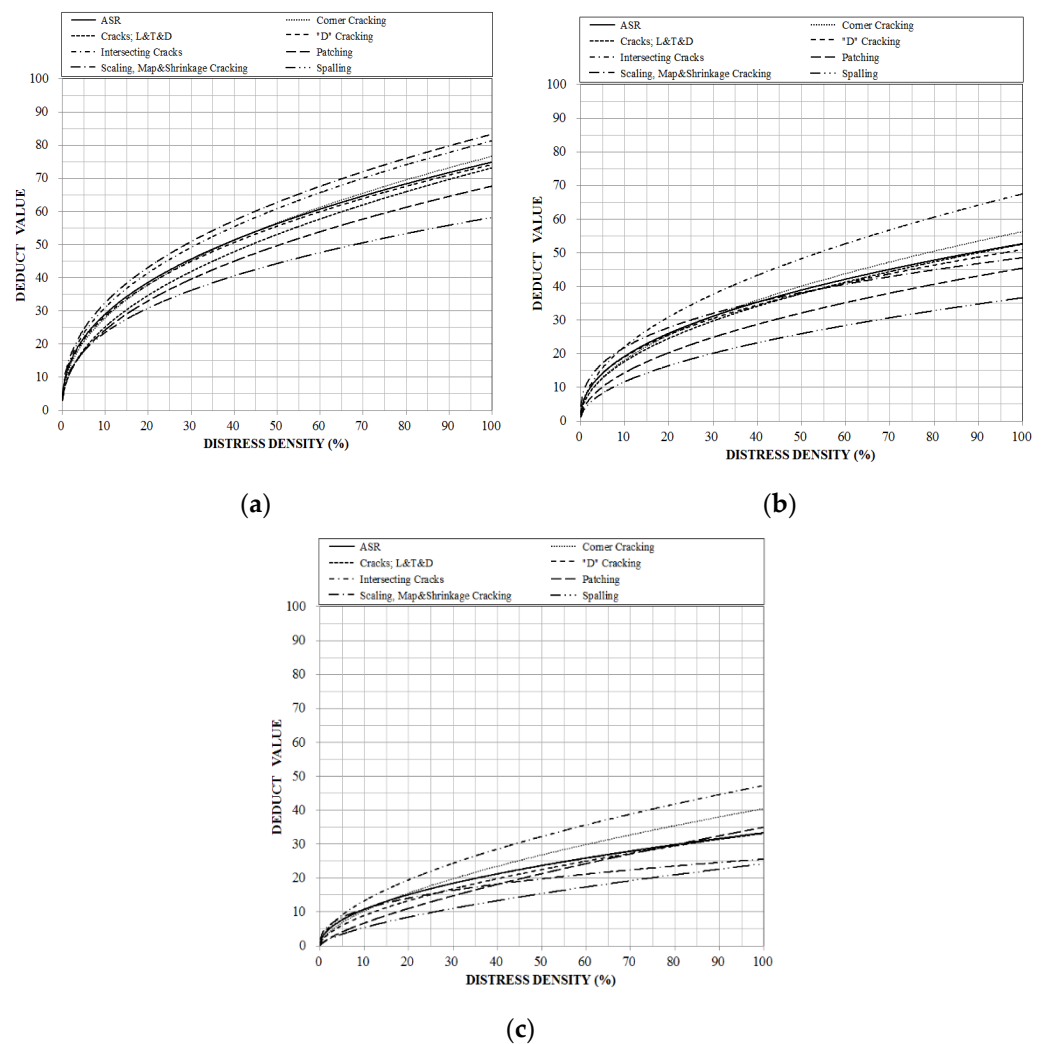 ASR Corner Cracking
Cracks; L&T&D "D" Cracking
Intersecting Cracks Patching
Scaling, Map&Shrinkage Cracking Spalling
100
90
80
70
60
50
40
30
20
10
0
DEDUCT VALUE
0 10 20 30 40 50 60 70 80 90 100
DISTRESS DENSITY (%)
(a)
ASR Corner Cracking
Cracks; L&T&D "D" Cracking
Intersecting Cracks Patching
Scaling, Map&Shrinkage Cracking Spalling
100
90
80
70
60
50
40
30
20
10
0
DEDUCT VALUE
0 10 20 30 40 50 60 70 80 90 100
DISTRESS DENSITY (%)
(b)
ASR Corner Cracking
Cracks; L&T&D "D" Cracking
Intersecting Cracks Patching
Scaling, Map&Shrinkage Cracking Spalling
100
90
80
70
60
50
40
30
20
10
0
DEDUCT VALUE
0 10 20 30 40 50 60 70 80 90 100
DISTRESS DENSITY (%)
(c)